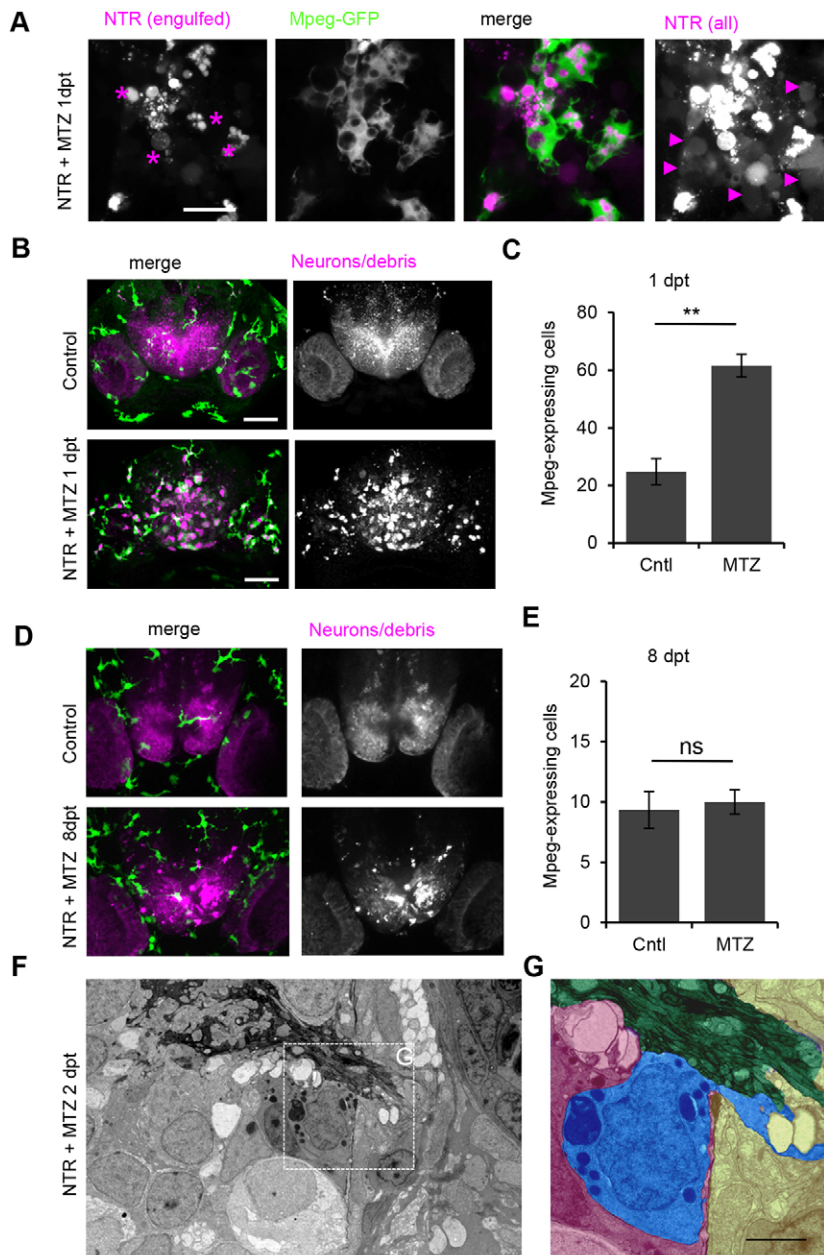 A
NTR (engulfed)
Mpeg-GFP
merge
NTR (all)
NTR + MTZ 1dpt
*
*
*
*
B
merge
Neurons/debris
Control
NTR + MTZ 1 dpt
C
1 dpt
**
Mpeg-expressing cells
80
60
40
20
0
Cntl
MTZ
D
merge
Neurons/debris
Control
NTR + MTZ 8dpt
E
8 dpt
ns
Mpeg-expressing cells
20
15
10
5
0
Cntl
MTZ
F
NTR + MTZ 2 dpt
G
G